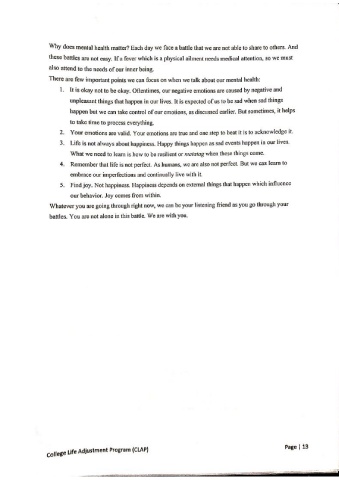 Why does mental health matter? Each day we face a battle that we are not able to share to others. And
these battles are not easy. If a fever which is a physical ailment needs medical attention, so we must
also attend to the needs of our inner being.
There are few important points we can focus on when we talk about our mental health:
1. It is okay not to be okay. Oftentimes, our negative emotions are caused by negative and
unpleasant things that happen in our lives. It is expected of us to be sad when sad things
happen but we can take control of our emotions, as discussed earlier. But sometimes, it helps
to take time to process everything.
2. Your emotions are valid. Your emotions are true and one step to heal it is to acknowledge it.
3. Life is not always about happiness. Happy things happen as sad events happen in our lives.
What we need to learn is how to be resilient or matatag when these things come.
4. Remember that life is not perfect. As humans, we are also not perfect. But we can learn to
embrace our imperfections and continually live with it.
5. Find joy. Not happiness. Happiness depends on external things that happen which influence
our behavior. Joy comes from within.
Whatever you are going through right now, we can be your listening friend as you go through your
battles. You are not alone in this battle. We are with you.
College Life Adjustment Program (CLAP)
Page | 13